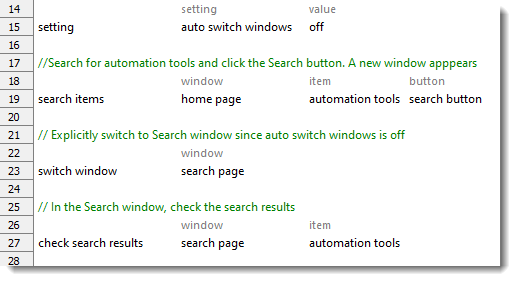 14 setting value
15 setting auto switch windows off
16
17 //Search for automation tools and click the Search button. A new window apppears
18 window item button
19 search items home page automation tools search button
20
21 // Explicitly switch to Search window since auto switch windows is off
22 window
23 switch window search page
24
25 // In the Search window, check the search results
26 window item
27 check search results search page automation tools
28